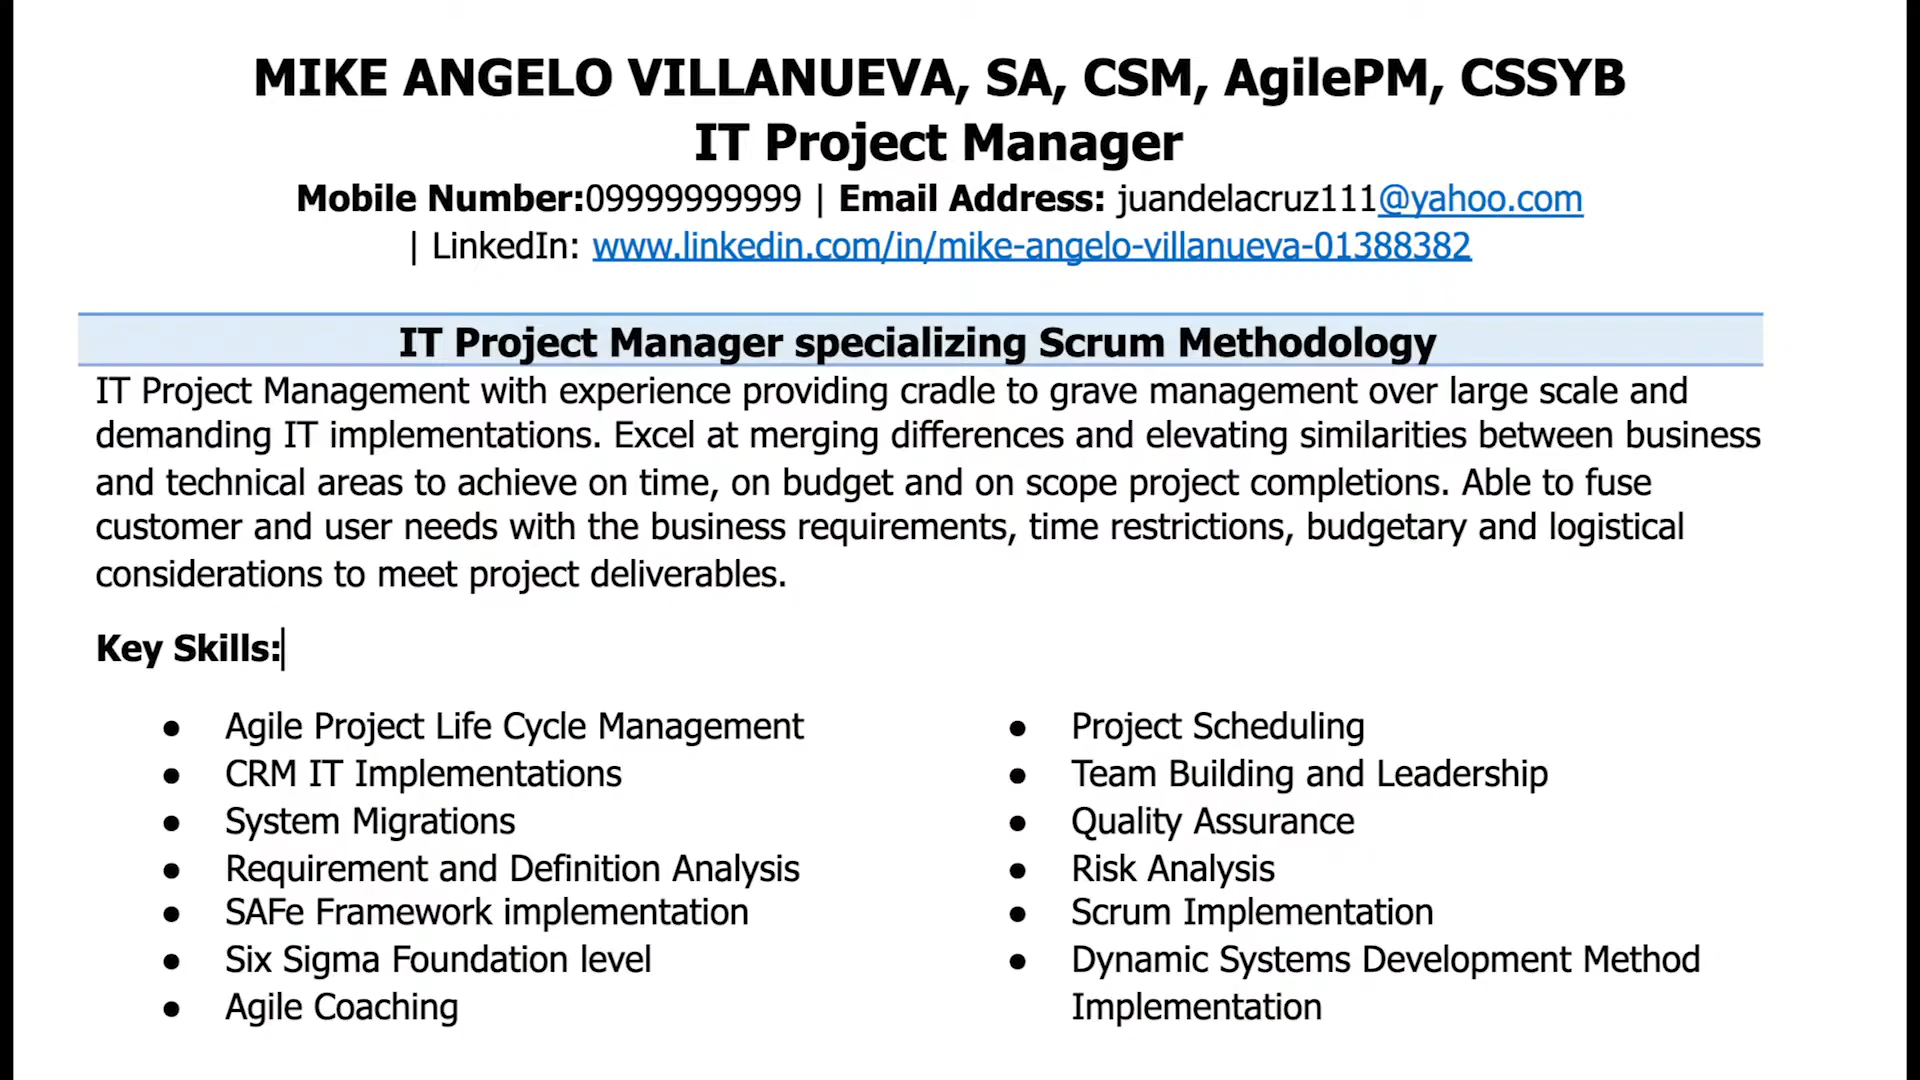 MIKE ANGELO VILLANUEVA, SA, CSM, AgilePM, CSSYB
IT Project Manager
Mobile Number:09999999999 | Email Address: juandelacruz111@yahoo.com
| LinkedIn: www.linkedin.com/in/mike-angelo-villanueva-01388382
IT Project Manager specializing Scrum Methodology
IT Project Management with experience providing cradle to grave management over large scale and
demanding IT implementations. Excel at merging differences and elevating similarities between business
and technical areas to achieve on time, on budget and on scope project completions. Able to fuse
customer and user needs with the business requirements, time restrictions, budgetary and logistical
considerations to meet project deliverables.
Key Skills:
● Agile Project Life Cycle Management
● CRM IT Implementations
● System Migrations
● Requirement and Definition Analysis
● SAFe Framework implementation
● Six Sigma Foundation level
● Agile Coaching
● Project Scheduling
● Team Building and Leadership
● Quality Assurance
● Risk Analysis
● Scrum Implementation
● Dynamic Systems Development Method
Implementation